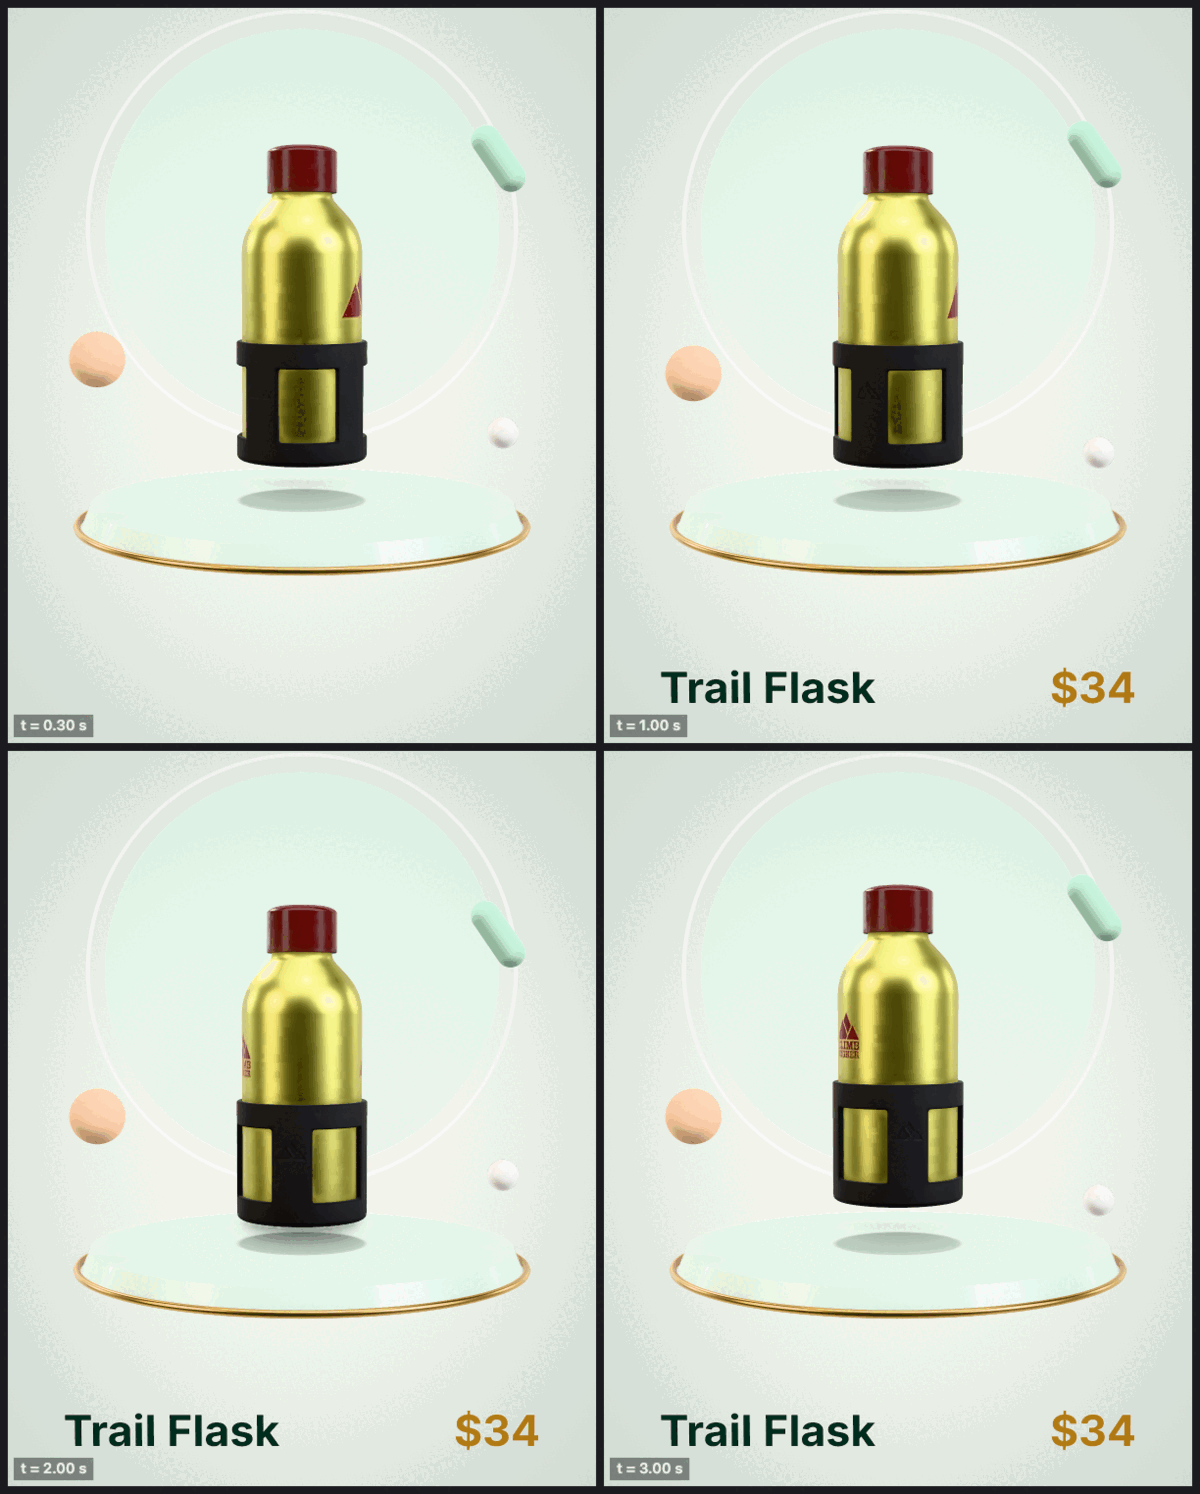 t = 0.30 s
Trail Flask
$34
t = 1.00 s
Trail Flask
$34
t = 2.00 s
Trail Flask
$34
t = 3.00 s